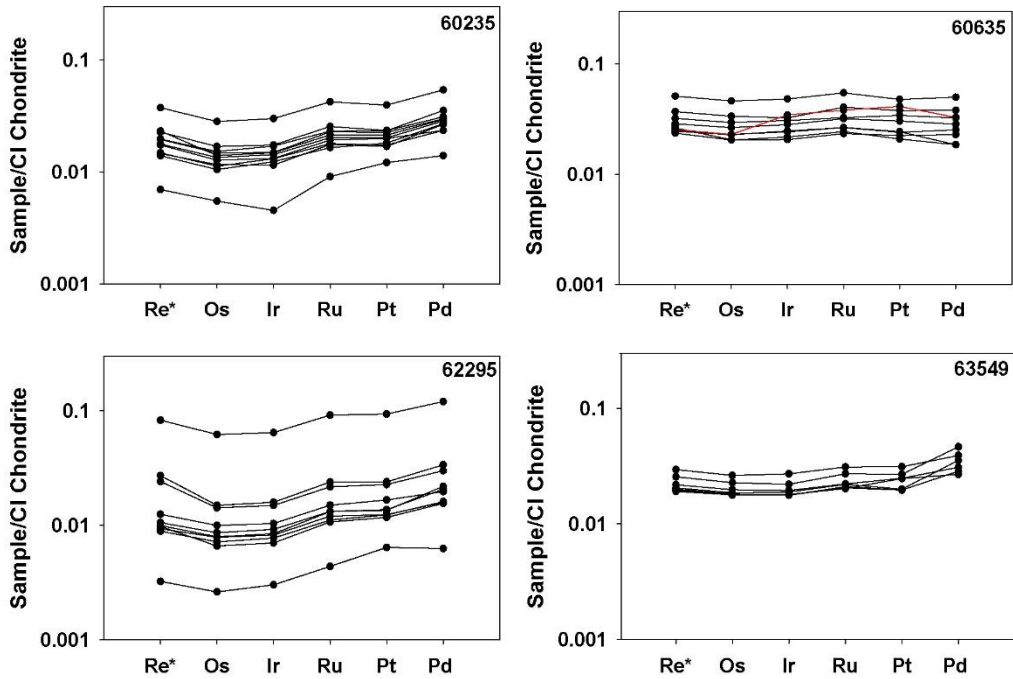 60235
Sample/CI Chondrite
0.1
0.01
0.001
Re* Os Ir Ru Pt Pd
60635
Sample/CI Chondrite
0.1
0.01
0.001
Re* Os Ir Ru Pt Pd
62295
Sample/CI Chondrite
0.1
0.01
0.001
Re* Os Ir Ru Pt Pd
63549
Sample/CI Chondrite
0.1
0.01
0.001
Re* Os Ir Ru Pt Pd